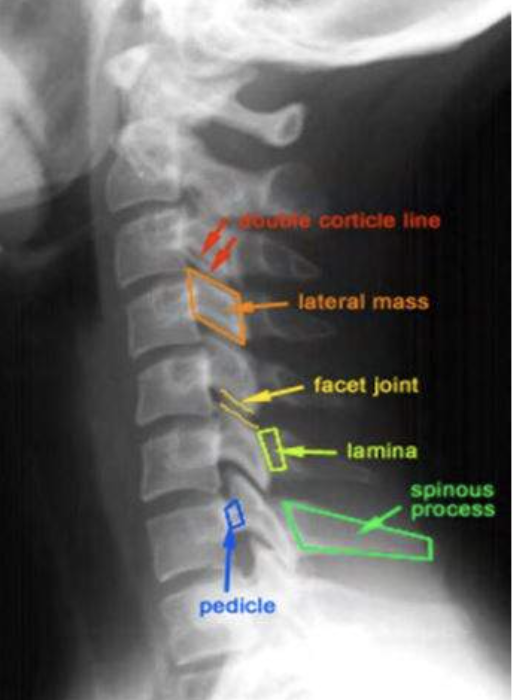 double corticle line
lateral mass
facet joint
lamina
spinous
process
pedicle